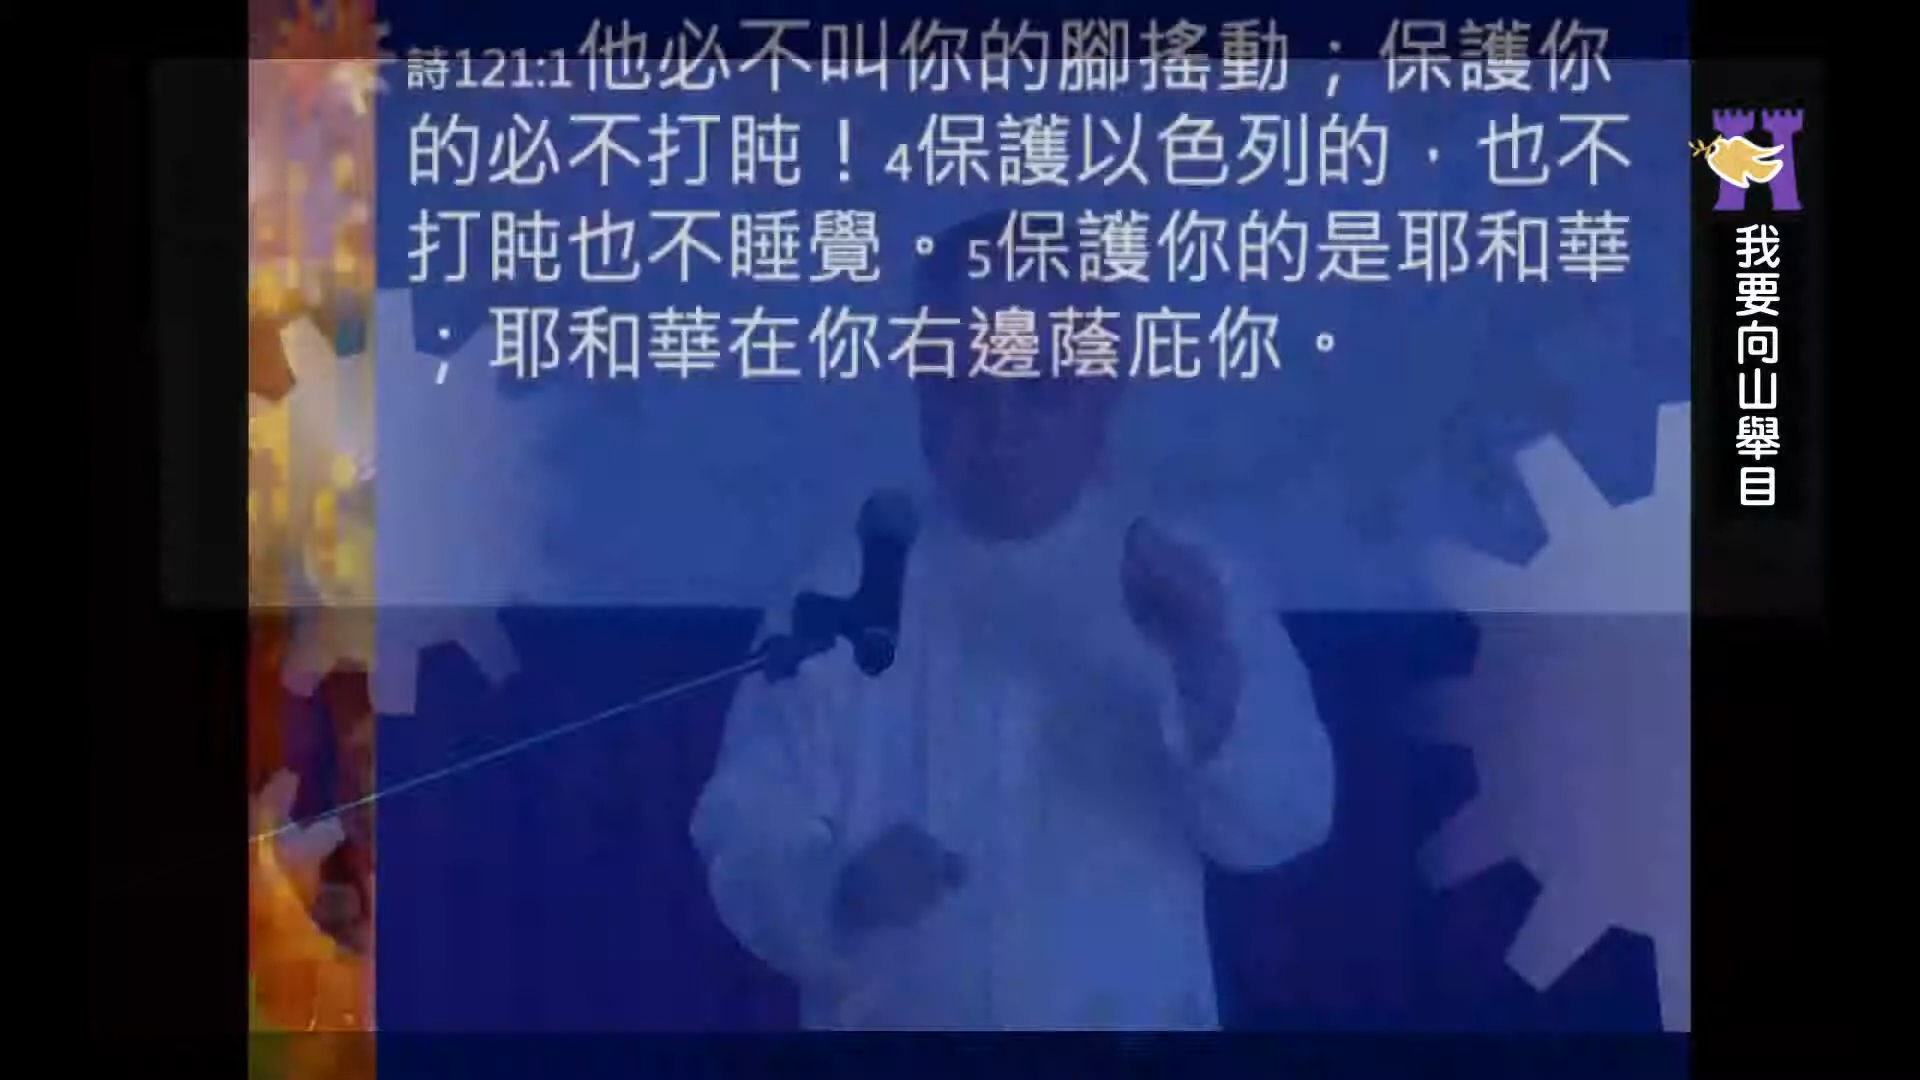 詩121:1他必不叫你的腳搖動；保護你
的必不打盹！4保護以色列的，也不
打盹也不睡覺。5保護你的是耶和華
；耶和華在你右邊蔭庇你。
我要向山舉目